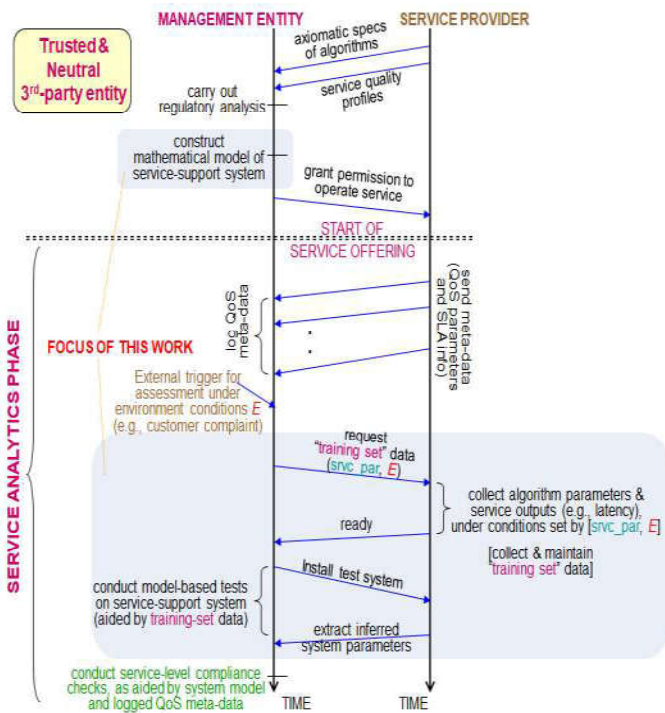 MANAGEMENT ENTITY
SERVICE PROVIDER
Trusted &
Neutral
3rd-party entity
axiomatic specs
of algorithms
service quality
profiles
carry out
regulatory analysis
construct
mathematical model of
service-support system
grant permission to
operate service
START OF
SERVICE OFFERING
SERVICE ANALYTICS PHASE
log QoS
meta-data
send meta-data
(QoS parameters
and SLA info)
FOCUS OF THIS WORK
External trigger for
assessment under
environment conditions E
(e.g., customer complaint)
request
"training set" data
(srvc_par, E)
collect algorithm parameters &
service outputs (e.g., latency),
under conditions set by [srvc_par, E]
ready
[collect & maintain
"training set" data]
Install test system
conduct model-based tests
on service-support system
(aided by training-set data)
extract inferred
system parameters
conduct service-level compliance
checks, as aided by system model
and logged QoS meta-data
TIME
TIME